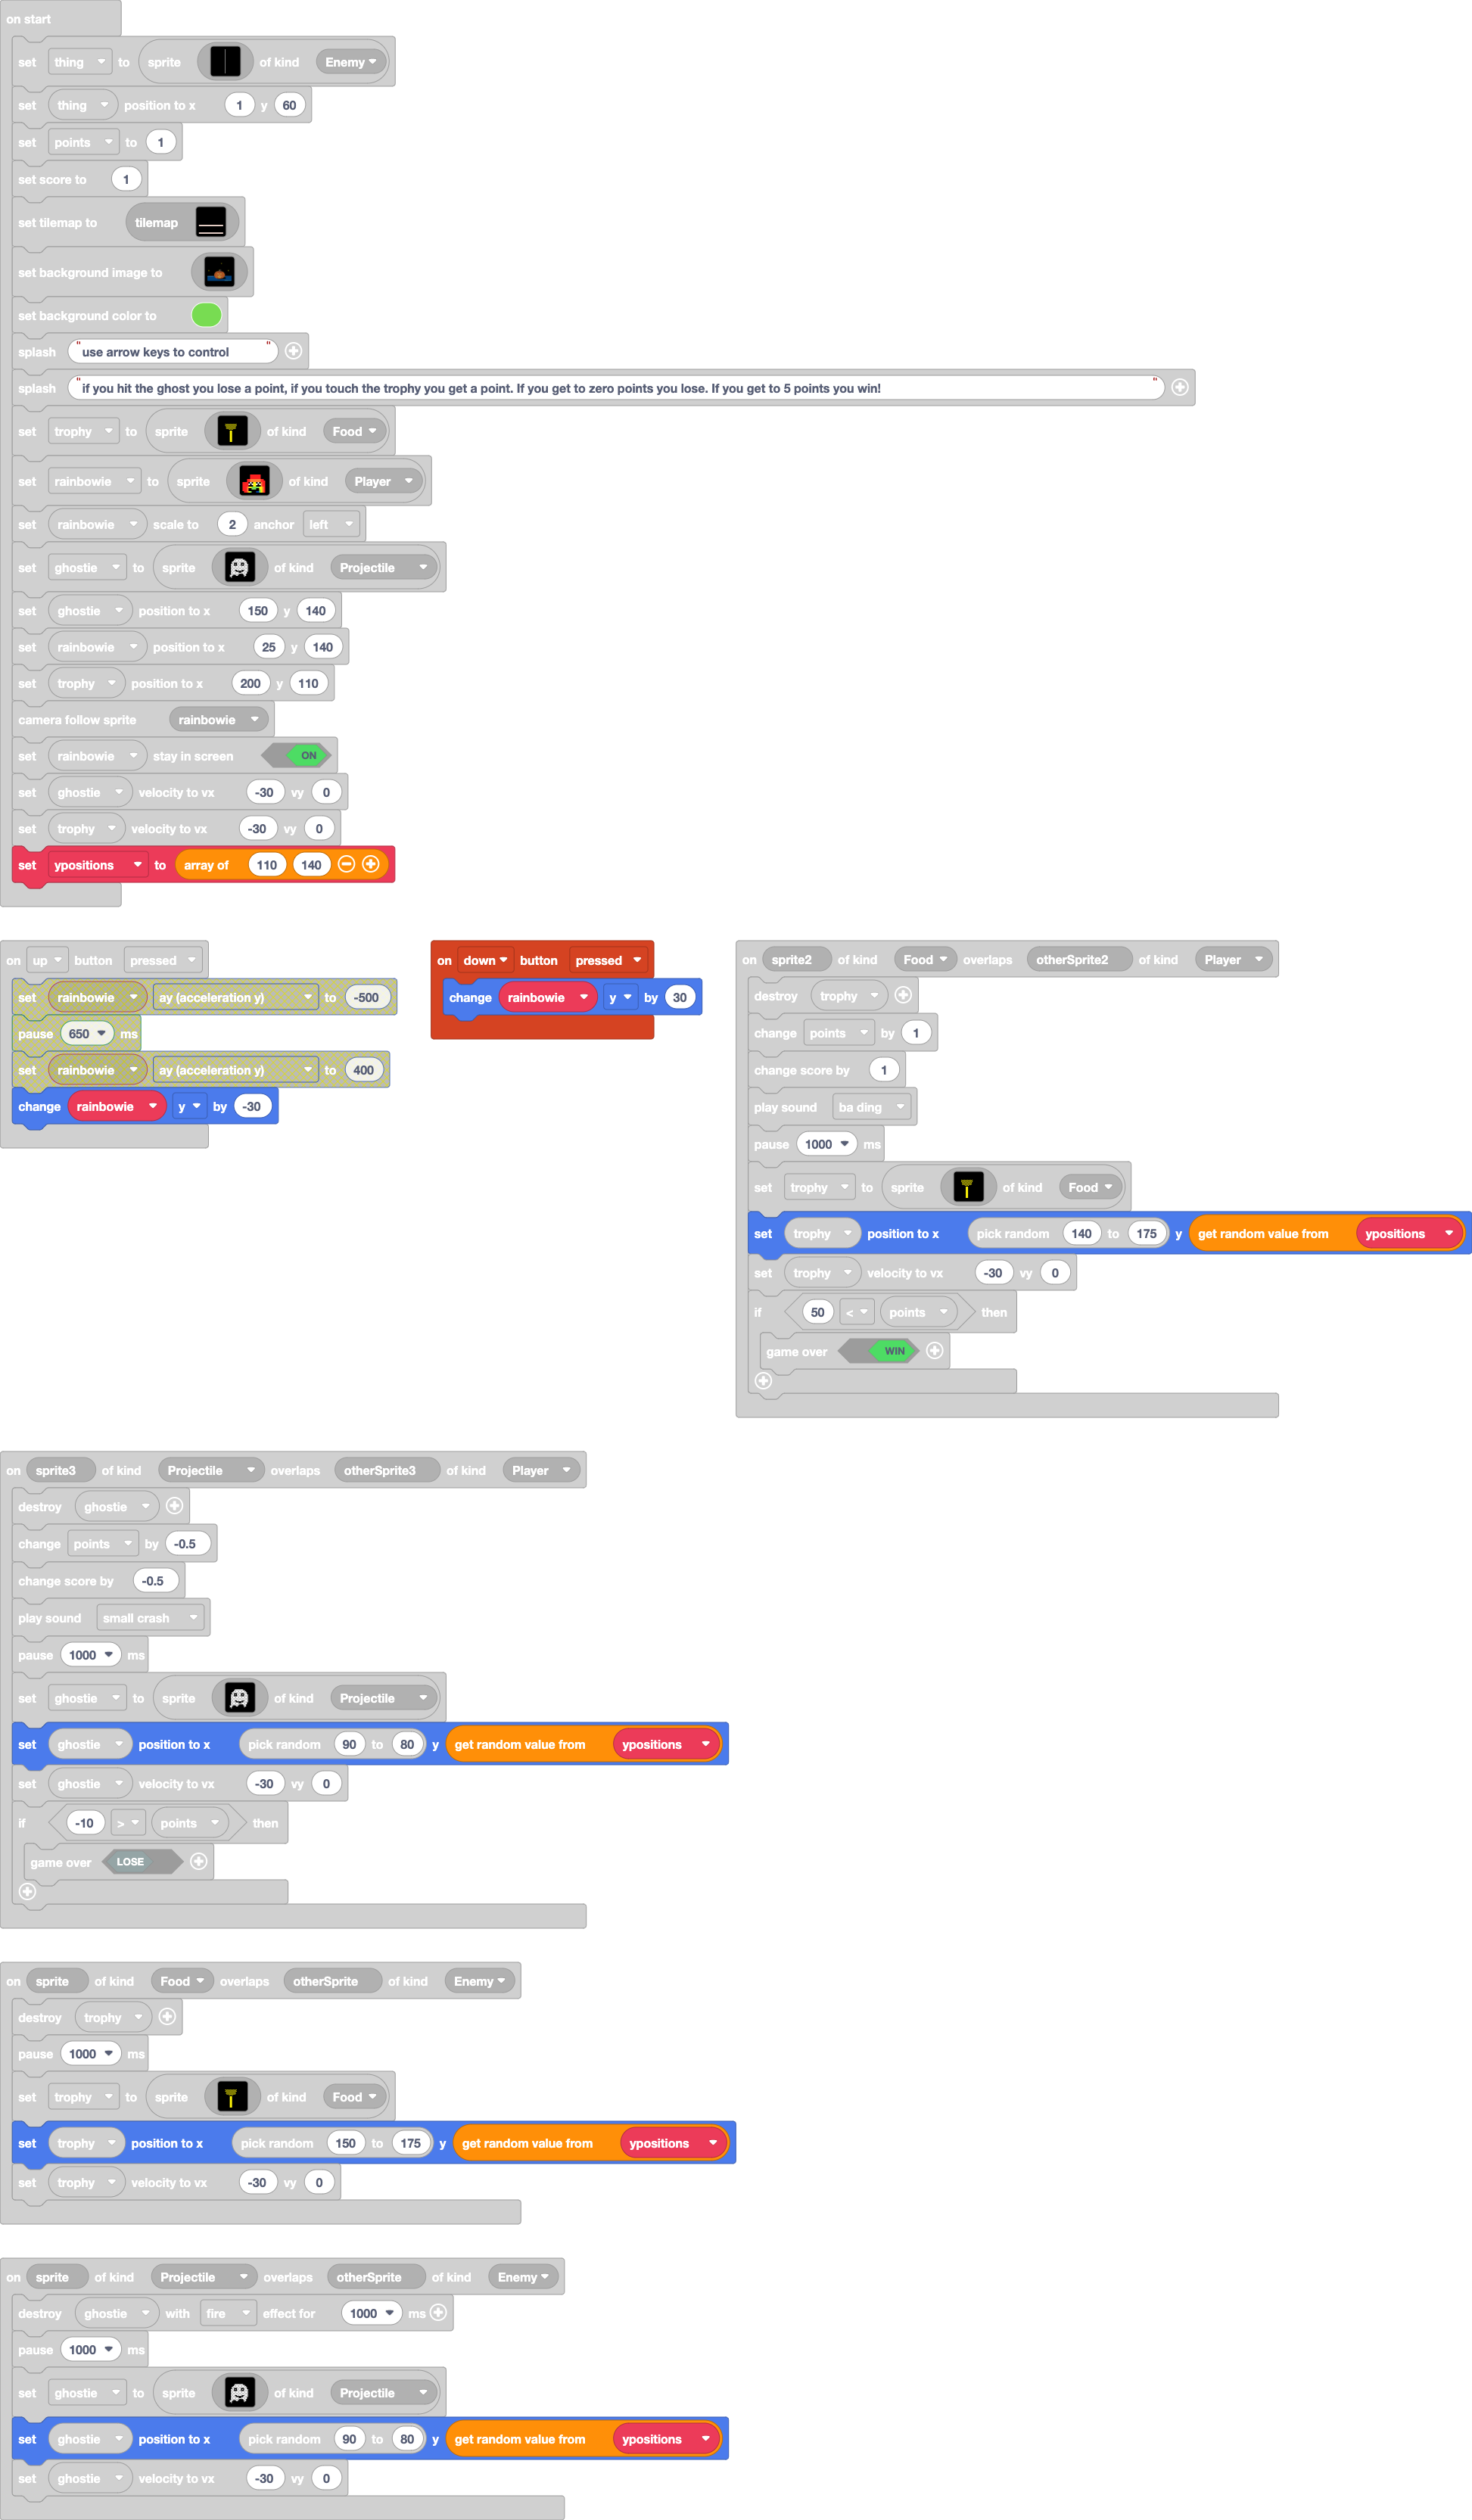 on start
set thing to sprite of kind Enemy
set thing position to x 1 y 60
set points to 1
set score to 1
set tilemap to tilemap
set background image to
set background color to
splash "use arrow keys to control"
splash "if you hit the ghost you lose a point, if you touch the trophy you get a point. If you get to zero points you lose. If you get to 5 points you win!"
set trophy to sprite of kind Food
set rainbowie to sprite of kind Player
set rainbowie scale to 2 anchor left
set ghostie to sprite of kind Projectile
set ghostie position to x 150 y 140
set rainbowie position to x 25 y 140
set trophy position to x 200 y 110
camera follow sprite rainbowie
set rainbowie stay in screen ON
set ghostie velocity to vx -30 vy 0
set trophy velocity to vx -30 vy 0
set ypositions to array of 110 140
on up button pressed
set rainbowie ay (acceleration y) to -500
pause 650 ms
set rainbowie ay (acceleration y) to 400
change rainbowie y by -30
on down button pressed
change rainbowie y by 30
on sprite2 of kind Food overlaps otherSprite2 of kind Player
destroy trophy
change points by 1
change score by 1
play sound ba ding
pause 1000 ms
set trophy to sprite of kind Food
set trophy position to x pick random 140 to 175 y get random value from ypositions
set trophy velocity to vx -30 vy 0
if 50 < points then
game over WIN
on sprite3 of kind Projectile overlaps otherSprite3 of kind Player
destroy ghostie
change points by -0.5
change score by -0.5
play sound small crash
pause 1000 ms
set ghostie to sprite of kind Projectile
set ghostie position to x pick random 90 to 80 y get random value from ypositions
set ghostie velocity to vx -30 vy 0
if -10 > points then
game over LOSE
on sprite of kind Food overlaps otherSprite of kind Enemy
destroy trophy
pause 1000 ms
set trophy to sprite of kind Food
set trophy position to x pick random 150 to 175 y get random value from ypositions
set trophy velocity to vx -30 vy 0
on sprite of kind Projectile overlaps otherSprite of kind Enemy
destroy ghostie with fire effect for 1000 ms
pause 1000 ms
set ghostie to sprite of kind Projectile
set ghostie position to x pick random 90 to 80 y get random value from ypositions
set ghostie velocity to vx -30 vy 0